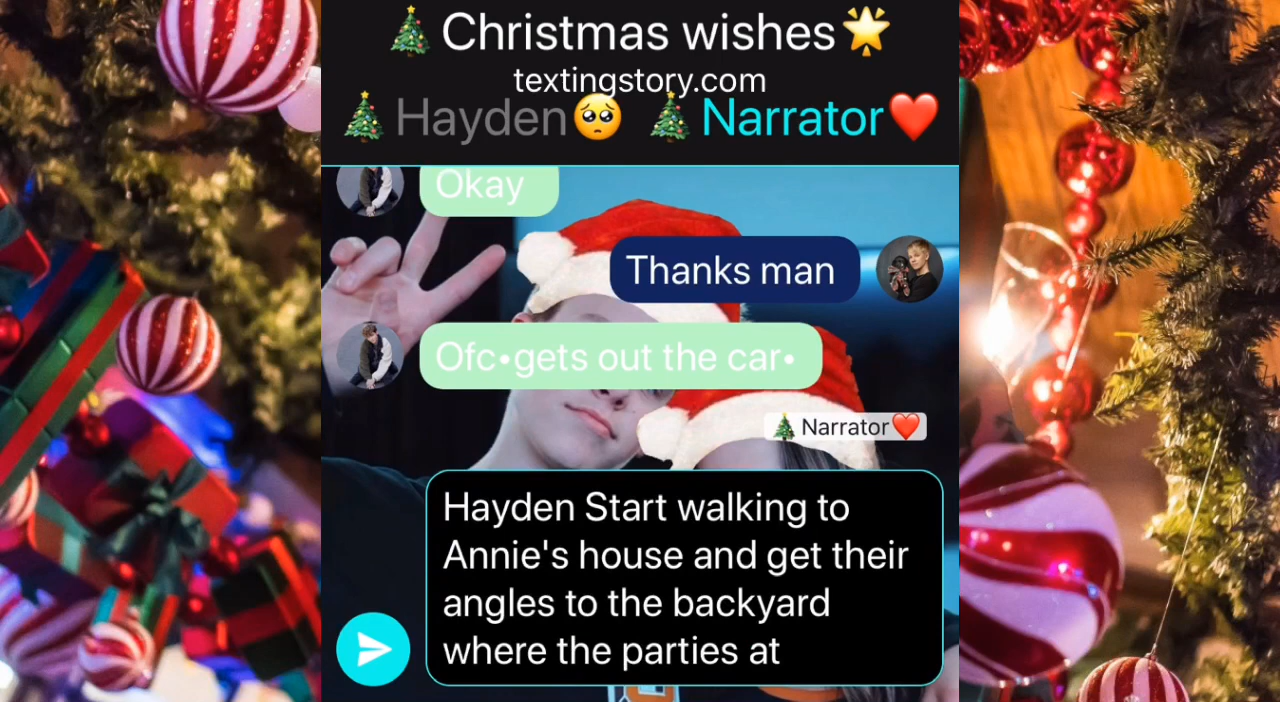 🎄Christmas wishes🌟
textingstory.com
🎄Hayden🥺 🎄Narrator❤️
Okay
Thanks man
Ofc•gets out the car•
🎄Narrator❤️
Hayden Start walking to
Annie's house and get their
angles to the backyard
where the parties at